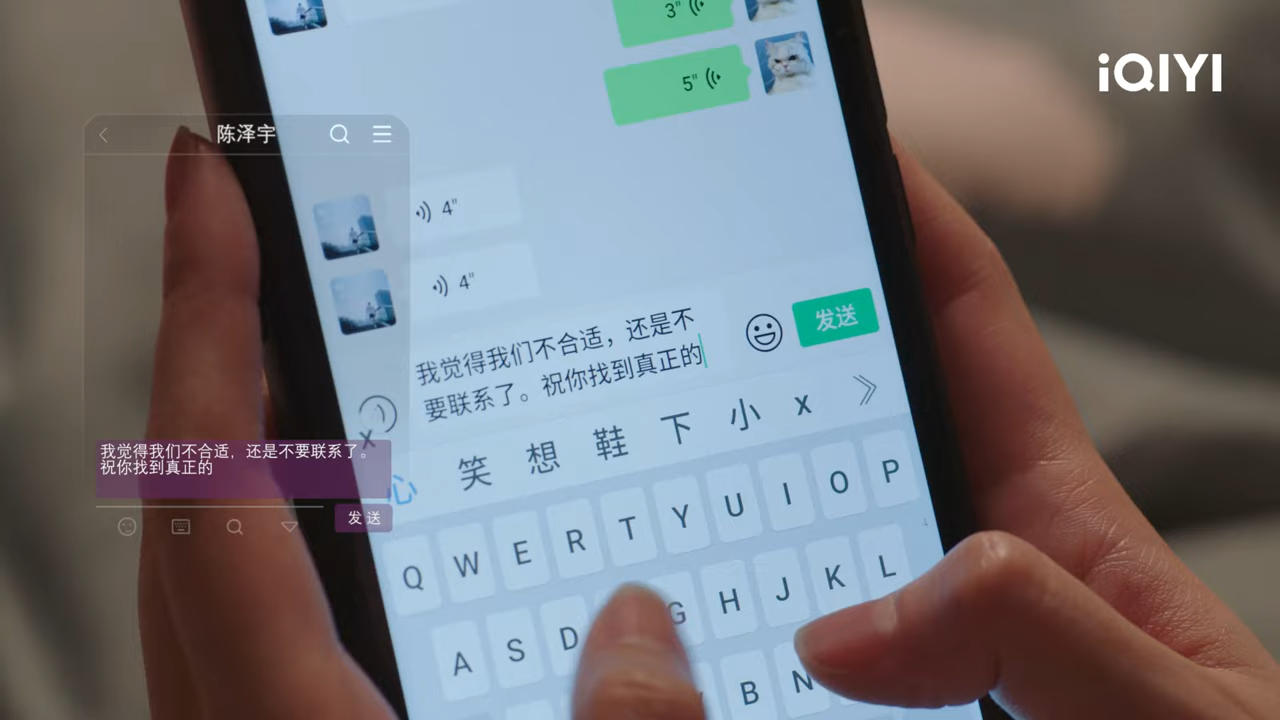 iQIYI
3"
5"
陈泽宇
4"
4"
我觉得我们不合适，还是不
要联系了。祝你找到真正的
发送
心 笑 想 鞋 下 小 x
我觉得我们不合适，还是不要联系了。
祝你找到真正的
发 送
Q W E R T Y U I O P
A S D G H J K L
B N